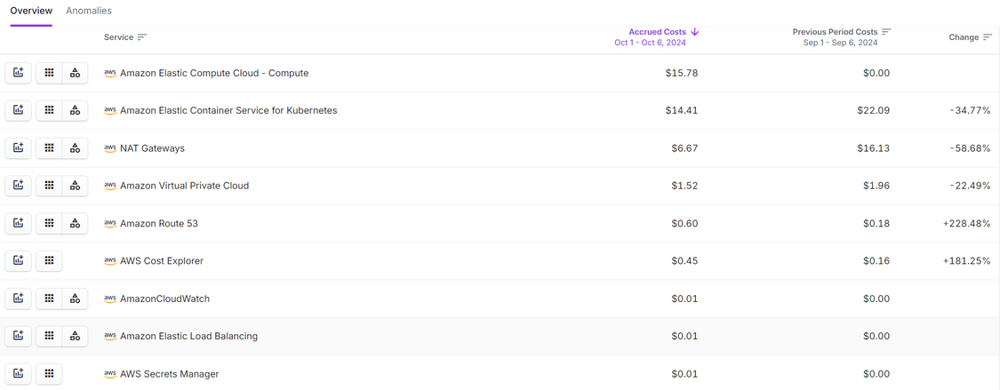 Overview Anomalies
Service Accrued Costs Previous Period Costs Change
Oct 1 - Oct 6, 2024 Sep 1 - Sep 6, 2024
aws Amazon Elastic Compute Cloud - Compute $15.78 $0.00
aws Amazon Elastic Container Service for Kubernetes $14.41 $22.09 -34.77%
aws NAT Gateways $6.67 $16.13 -58.68%
aws Amazon Virtual Private Cloud $1.52 $1.96 -22.49%
aws Amazon Route 53 $0.60 $0.18 +228.48%
aws AWS Cost Explorer $0.45 $0.16 +181.25%
aws AmazonCloudWatch $0.01 $0.00
aws Amazon Elastic Load Balancing $0.01 $0.00
aws AWS Secrets Manager $0.01 $0.00